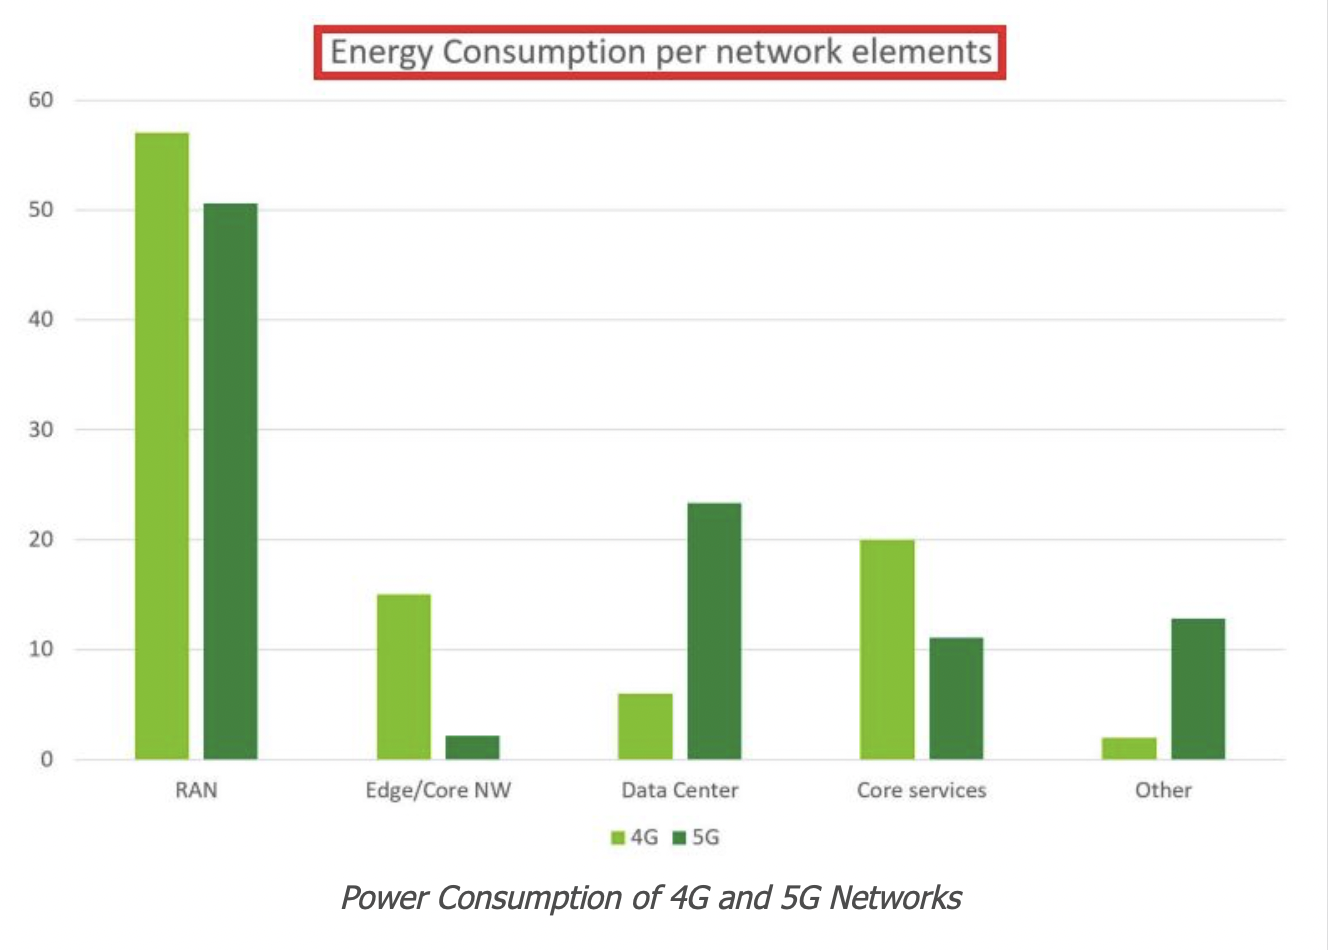 Energy Consumption per network elements
60
50
40
30
20
10
0
RAN
Edge/Core NW
Data Center
Core services
Other
4G
5G
Power Consumption of 4G and 5G Networks